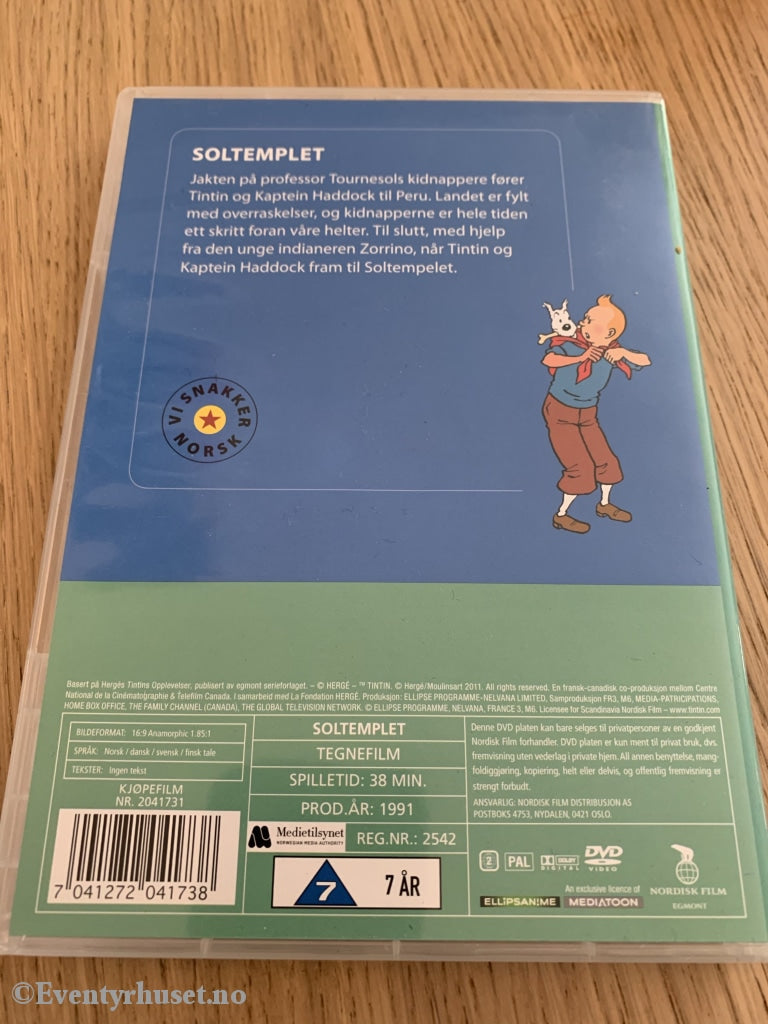 SOLTEMPLET
Jakten på professor Tournesols kidnappere fører
Tintin og Kaptein Haddock til Peru. Landet er fylt
med overraskelser, og kidnapperne er hele tiden
ett skritt foran våre helter. Til slutt, med hjelp
fra den unge indianeren Zorrino, når Tintin og
Kaptein Haddock fram til Soltempelet.
VI SNAKKER NORSK
Basert på Hergés Tintins Opplevelser, publisert av egmont serieforlaget. – © HERGÉ – ™ TINTIN. © Hergé/Moulinsart 2011. All rights reserved. En fransk-canadisk co-produksjon mellom Centre
National de la Cinématographie & Telefilm Canada. I samarbeid med La Fondation HERGÉ. Produksjon: ELLIPSE PROGRAMME-NELVANA LIMITED. Samproduksjon FR3, M6, MEDIA-PATRICIPATIONS,
HOME BOX OFFICE, THE FAMILY CHANNEL (CANADA), THE GLOBAL TELEVISION NETWORK. © ELLIPSE PROGRAMME, NELVANA, FRANCE 3, M6. Licensee for Scandinavia Nordisk Film – www.tintin.com
BILDEFORMAT: 16:9 Anamorphic 1.85:1
SPRÅK: Norsk / dansk / svensk / finsk tale
TEKSTER: Ingen tekst
KJØPEFILM
NR. 2041731
7 041272 041738
SOLTEMPLET
TEGNEFILM
SPILLETID: 38 MIN.
PROD.ÅR: 1991
Medietilsynet
NORWEGIAN MEDIA AUTHORITY
REG.NR.: 2542
7
7 ÅR
Denne DVD platen kan bare selges til privatpersoner av en godkjent
Nordisk Film forhandler. DVD platen er kun ment til privat bruk, dvs.
fremvisning uten vederlag i private hjem. All annen benyttelse, mang-
foldiggjøring, kopiering, helt eller delvis, og offentlig fremvisning er
strengt forbudt.
ANSVARLIG: NORDISK FILM DISTRIBUSJON AS
POSTBOKS 4753, NYDALEN, 0421 OSLO.
2 PAL DOLBY DIGITAL DVD VIDEO
An exclusive licence of
ELLIPSANIME MEDIATOON
NORDISK FILM
EGMONT
©Eventyrhuset.no